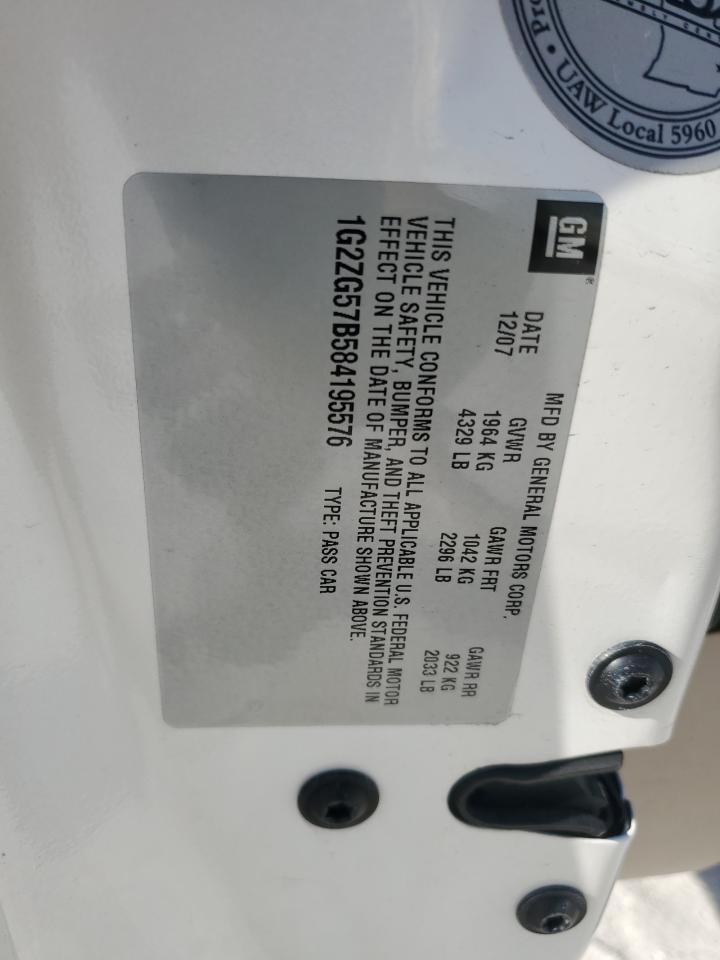 GM
MFD BY GENERAL MOTORS CORP.
DATE GVWR GAWR FRT GAWR RR
12/07 1964 KG 1042 KG 922 KG
4329 LB 2296 LB 2033 LB
THIS VEHICLE CONFORMS TO ALL APPLICABLE U.S. FEDERAL MOTOR
VEHICLE SAFETY, BUMPER, AND THEFT PREVENTION STANDARDS IN
EFFECT ON THE DATE OF MANUFACTURE SHOWN ABOVE.
1G2ZG57B584195576 TYPE: PASS CAR
• UAW Local 5960